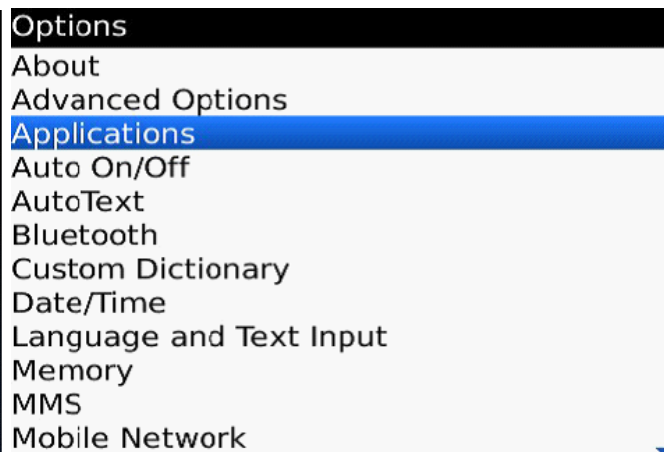 Options
About
Advanced Options
Applications
Auto On/Off
AutoText
Bluetooth
Custom Dictionary
Date/Time
Language and Text Input
Memory
MMS
Mobile Network